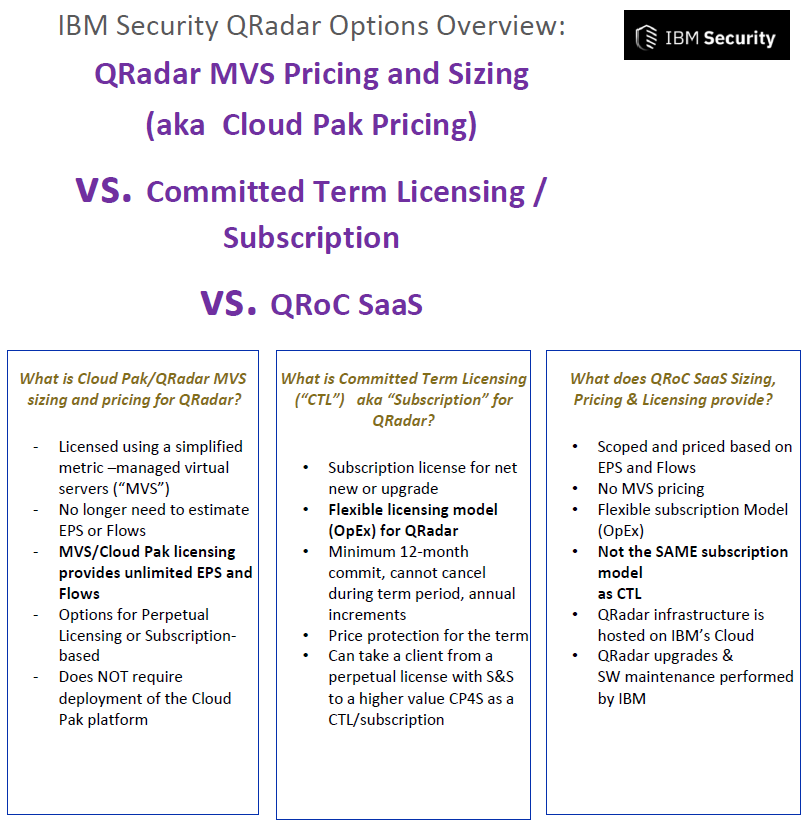 IBM Security QRadar Options Overview:
IBM Security
QRadar MVS Pricing and Sizing
(aka Cloud Pak Pricing)
vs. Committed Term Licensing /
Subscription
vs. QRoC SaaS
What is Cloud Pak/QRadar MVS
sizing and pricing for QRadar?
- Licensed using a simplified
metric –managed virtual
servers (“MVS”)
- No longer need to estimate
EPS or Flows
- MVS/Cloud Pak licensing
provides unlimited EPS and
Flows
- Options for Perpetual
Licensing or Subscription-
based
- Does NOT require
deployment of the Cloud
Pak platform
What is Committed Term Licensing
(“CTL”) aka “Subscription” for
QRadar?
• Subscription license for net
new or upgrade
• Flexible licensing model
(OpEx) for QRadar
• Minimum 12-month
commit, cannot cancel
during term period, annual
increments
• Price protection for the term
• Can take a client from a
perpetual license with S&S
to a higher value CP4S as a
CTL/subscription
What does QRoC SaaS Sizing,
Pricing & Licensing provide?
• Scoped and priced based on
EPS and Flows
• No MVS pricing
• Flexible subscription Model
(OpEx)
• Not the SAME subscription
model
as CTL
• QRadar infrastructure is
hosted on IBM’s Cloud
• QRadar upgrades &
SW maintenance performed
by IBM